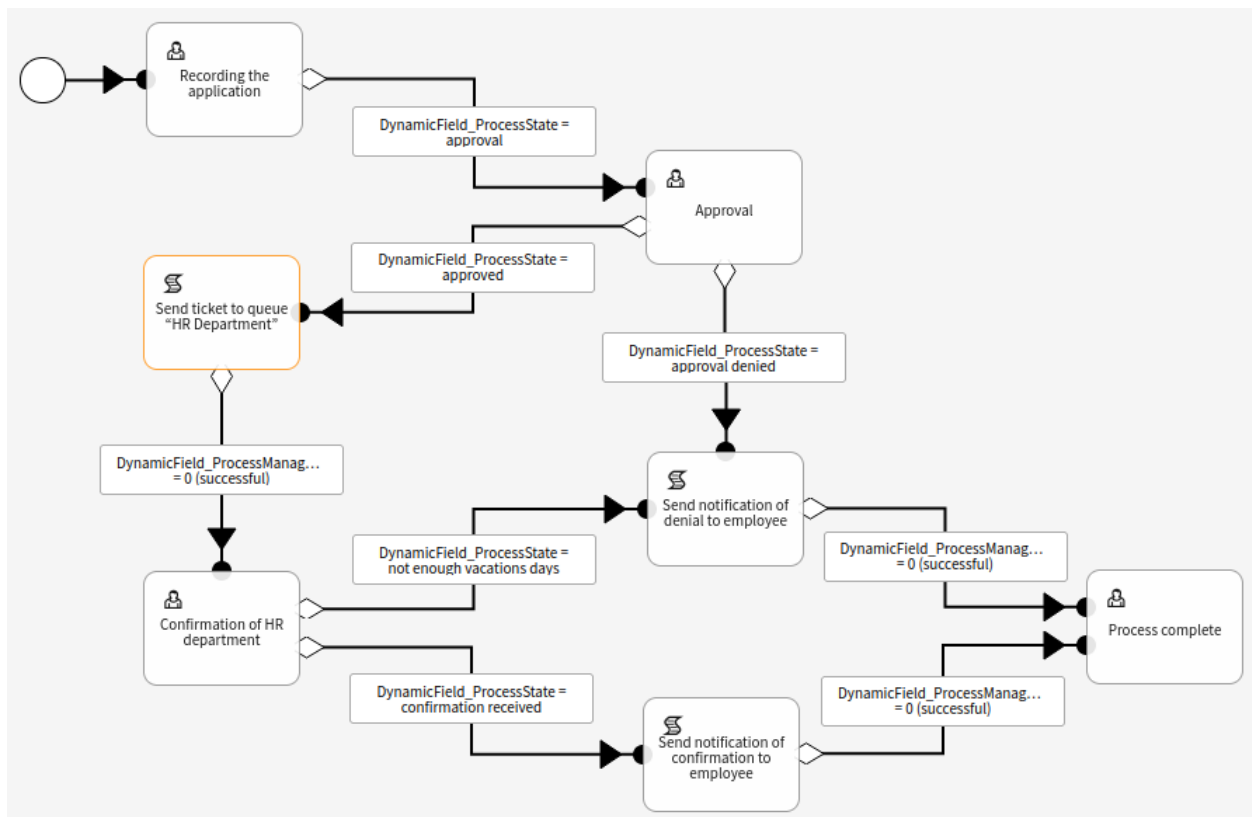 Recording the
application
DynamicField_ProcessState =
approval
Approval
DynamicField_ProcessState =
approved
Send ticket to queue
“HR Department”
DynamicField_ProcessState =
approval denied
DynamicField_ProcessManag...
= 0 (successful)
Send notification of
denial to employee
DynamicField_ProcessState =
not enough vacations days
DynamicField_ProcessManag...
= 0 (successful)
Confirmation of HR
department
Process complete
DynamicField_ProcessState =
confirmation received
DynamicField_ProcessManag...
= 0 (successful)
Send notification of
confirmation to
employee